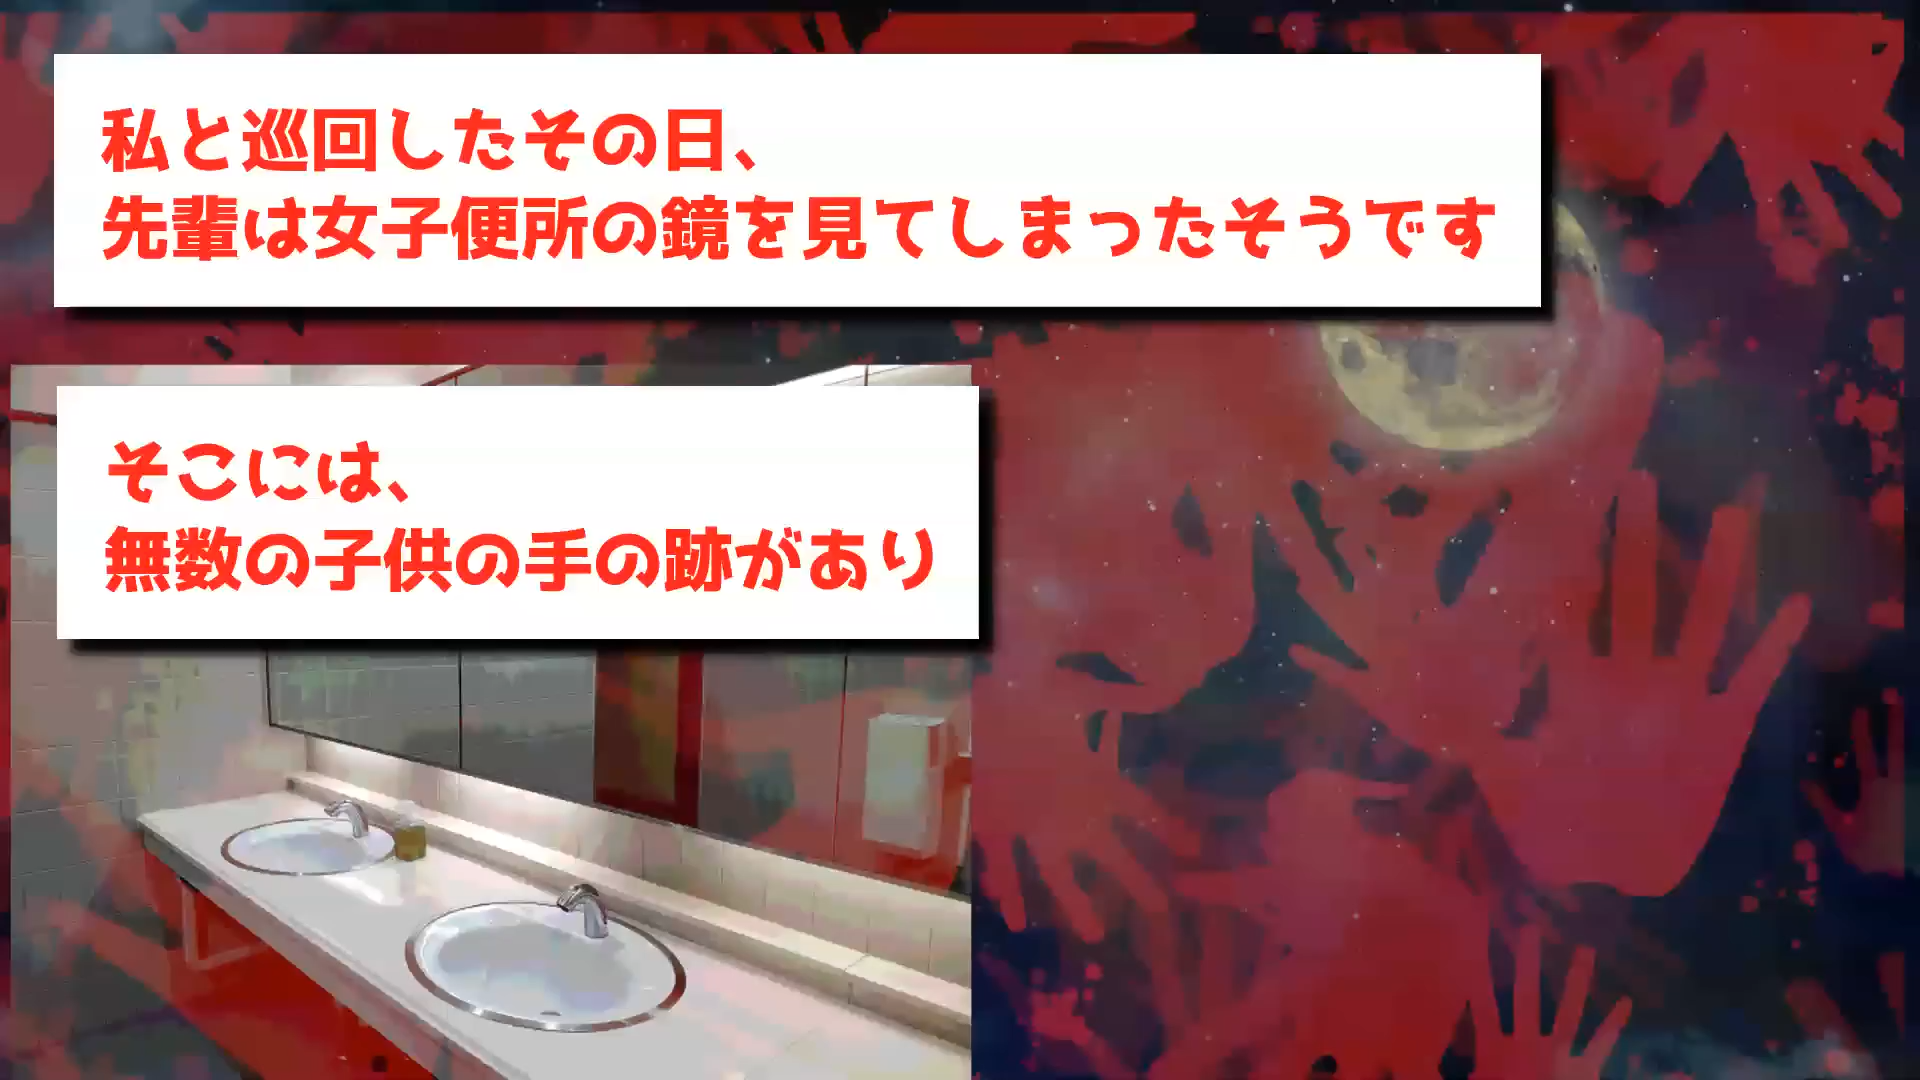 私と巡回したその日、
先輩は女子便所の鏡を見てしまったそうです
そこには、
無数の子供の手の跡があり